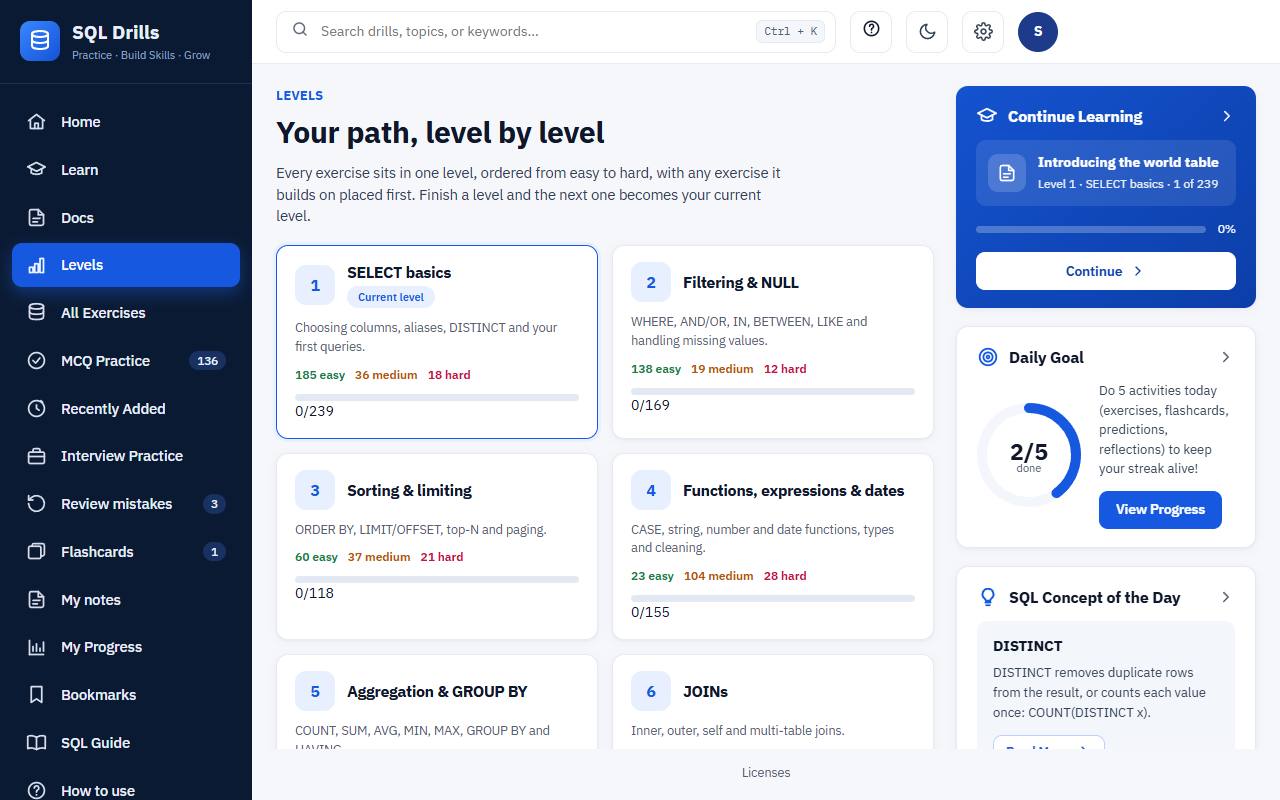 SQL Drills
Practice · Build Skills · Grow
Home
Learn
Docs
Levels
All Exercises
MCQ Practice 136
Recently Added
Interview Practice
Review mistakes 3
Flashcards 1
My notes
My Progress
Bookmarks
SQL Guide
How to use
Search drills, topics, or keywords...
Ctrl + K
S
LEVELS
Your path, level by level
Every exercise sits in one level, ordered from easy to hard, with any exercise it
builds on placed first. Finish a level and the next one becomes your current
level.
1
SELECT basics
Current level
Choosing columns, aliases, DISTINCT and your
first queries.
185 easy 36 medium 18 hard
0/239
2
Filtering & NULL
WHERE, AND/OR, IN, BETWEEN, LIKE and
handling missing values.
138 easy 19 medium 12 hard
0/169
3
Sorting & limiting
ORDER BY, LIMIT/OFFSET, top-N and paging.
60 easy 37 medium 21 hard
0/118
4
Functions, expressions & dates
CASE, string, number and date functions, types
and cleaning.
23 easy 104 medium 28 hard
0/155
5
Aggregation & GROUP BY
COUNT, SUM, AVG, MIN, MAX, GROUP BY and
6
JOINs
Inner, outer, self and multi-table joins.
Continue Learning
Introducing the world table
Level 1 · SELECT basics · 1 of 239
0%
Continue
Daily Goal
2/5
done
Do 5 activities today
(exercises, flashcards,
predictions,
reflections) to keep
your streak alive!
View Progress
SQL Concept of the Day
DISTINCT
DISTINCT removes duplicate rows
from the result, or counts each value
once: COUNT(DISTINCT x).
Licenses